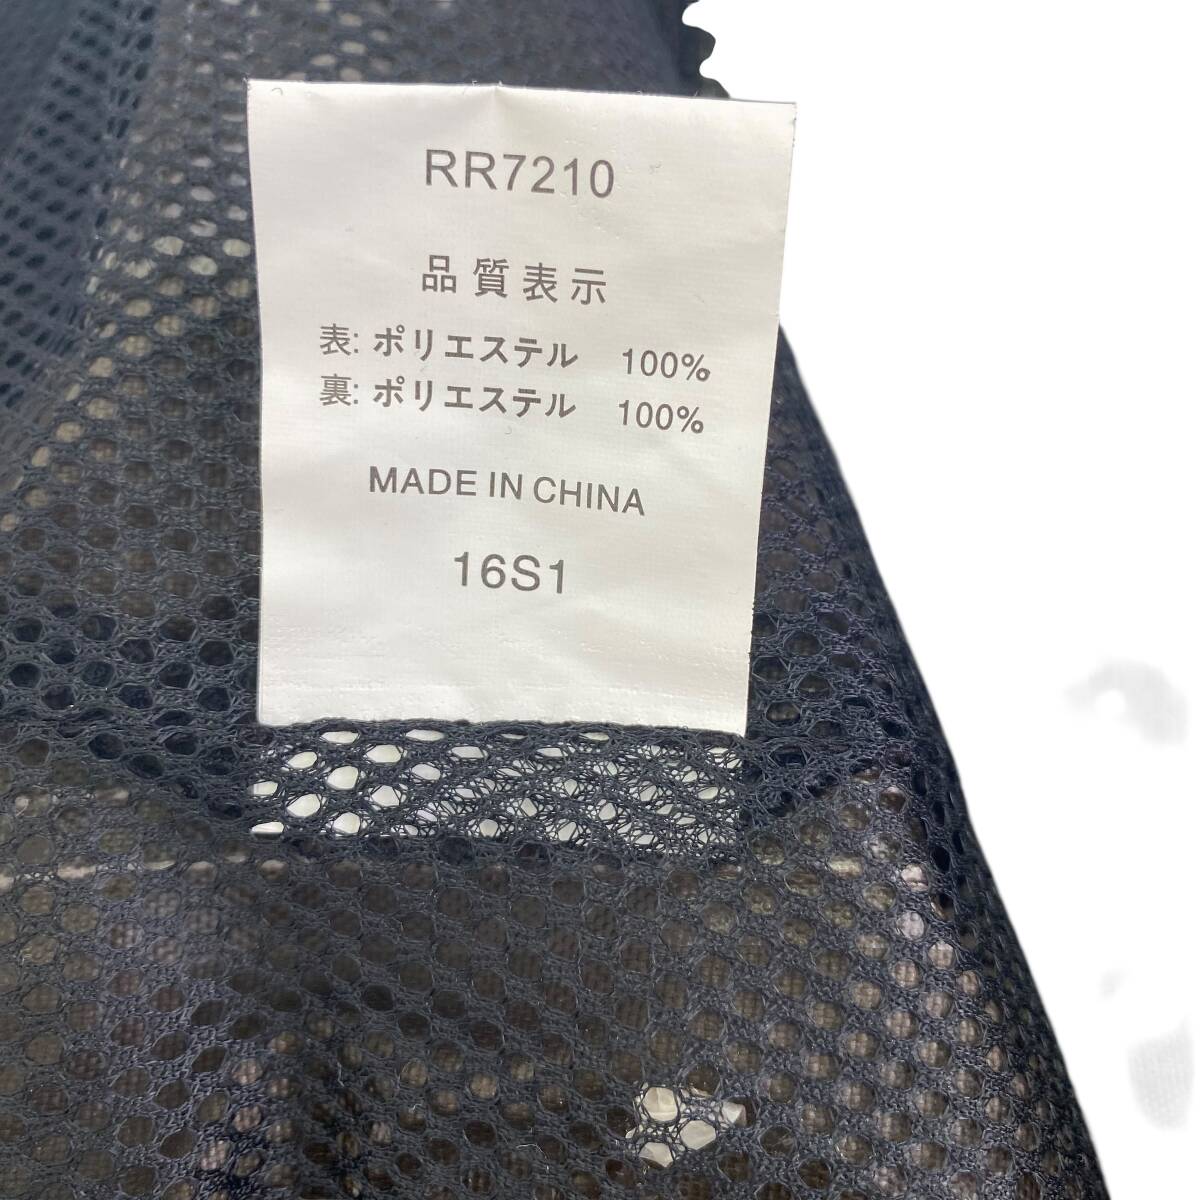 RR7210
品質表示
表: ポリエステル 100%
裏: ポリエステル 100%
MADE IN CHINA
16S1